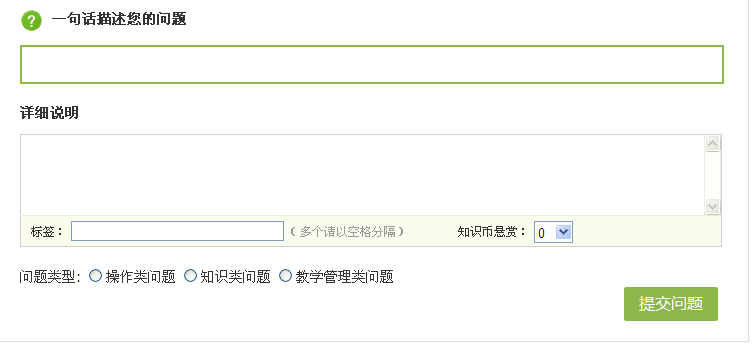 ? 一句话描述您的问题
详细说明
标签： （多个请以空格分隔） 知识币悬赏： 0
问题类型: 操作类问题 知识类问题 教学管理类问题
提交问题